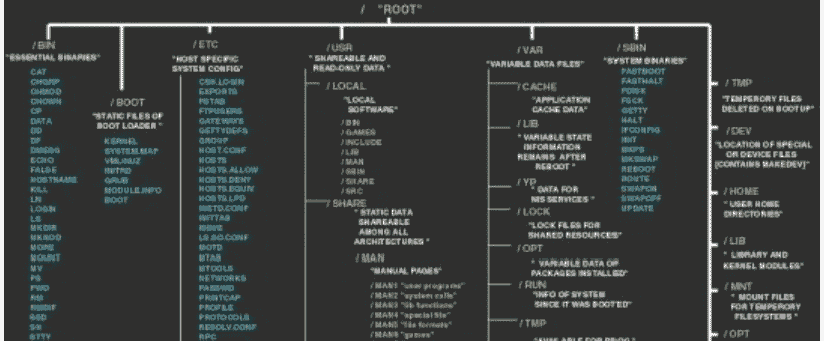 / "ROOT"
/ BIN
"ESSENTIAL BINARIES"
CAT
CHGRP
CHMOD
CHOWN
CP
DATA
DD
DF
DMESG
ECHO
FALSE
HOSTNAME
KILL
LN
LOGIN
LS
MKDIR
MKNOD
MORE
MOUNT
MV
PS
PWD
RM
RMDIR
SED
SH
STTY
/ BOOT
"STATIC FILES OF
BOOT LOADER "
KERNEL
SYSTEM.MAP
VMLINUZ
INITRD
GRUB
MODULE.INFO
BOOT
/ ETC
"HOST SPECIFIC
SYSTEM CONFIG"
CSH.LOGIN
EXPORTS
FSTAB
FTPUSERS
GATEWAYS
GETTYDEFS
GROUP
HOST.CONF
HOSTS
HOSTS.ALLOW
HOSTS.DENY
HOSTS.EQUIV
HOSTS.LPD
INETD.CONF
INITTAB
ISSUE
LS.SO.CONF
MOTD
MTAB
MTOOLS
NETWORKS
PASSWD
PRINTCAP
PROFILE
PROTOCOLS
RESOLV.CONF
RPC
/ USR
" SHAREABLE AND
READ-ONLY DATA "
/ LOCAL
"LOCAL
SOFTWARE"
/ BIN
/ GAMES
/ INCLUDE
/ LIB
/ MAN
/ SBIN
/ SHARE
/ SRC
/ SHARE
" STATIC DATA
SHAREABLE
AMONG ALL
ARCHITECTURES "
/ MAN
"MANUAL PAGES"
/ MAN1 "user programs"
/ MAN2 "system calls"
/ MAN3 "lib functions"
/ MAN4 "special file"
/ MAN5 "file formats"
/ MAN6 "games"
/ VAR
"VARIABLE DATA FILES"
/ CACHE
"APPLICATION
CACHE DATA"
/ LIB
" VARIABLE STATE
INFORMATION
REMAINS AFTER
REBOOT "
/ YP
" DATA FOR
NIS SERVICES "
/ LOCK
"LOCK FILES FOR
SHARED RESOURCES"
/ OPT
" VARIABLE DATA OF
PACKAGES INSTALLED"
/ RUN
"INFO OF SYSTEM
SINCE IT WAS BOOTED"
/ TMP
/ SBIN
"SYSTEM BINARIES"
FASTBOOT
FASTHALT
FDISK
FSCK
GETTY
HALT
IFCONFIG
INIT
MKFS
MKSWAP
REBOOT
ROUTE
SWAPON
SWAPOFF
UPDATE
/ TMP
"TEMPERORY FILES
DELETED ON BOOTUP"
/ DEV
"LOCATION OF SPECIAL
OR DEVICE FILES
[CONTAINS MAKEDEV]"
/ HOME
" USER HOME
DIRECTORIES"
/ LIB
" LIBRARY AND
KERNEL MODULES"
/ MNT
" MOUNT FILES
FOR TEMPERORY
FILESYSTEMS "
/ OPT